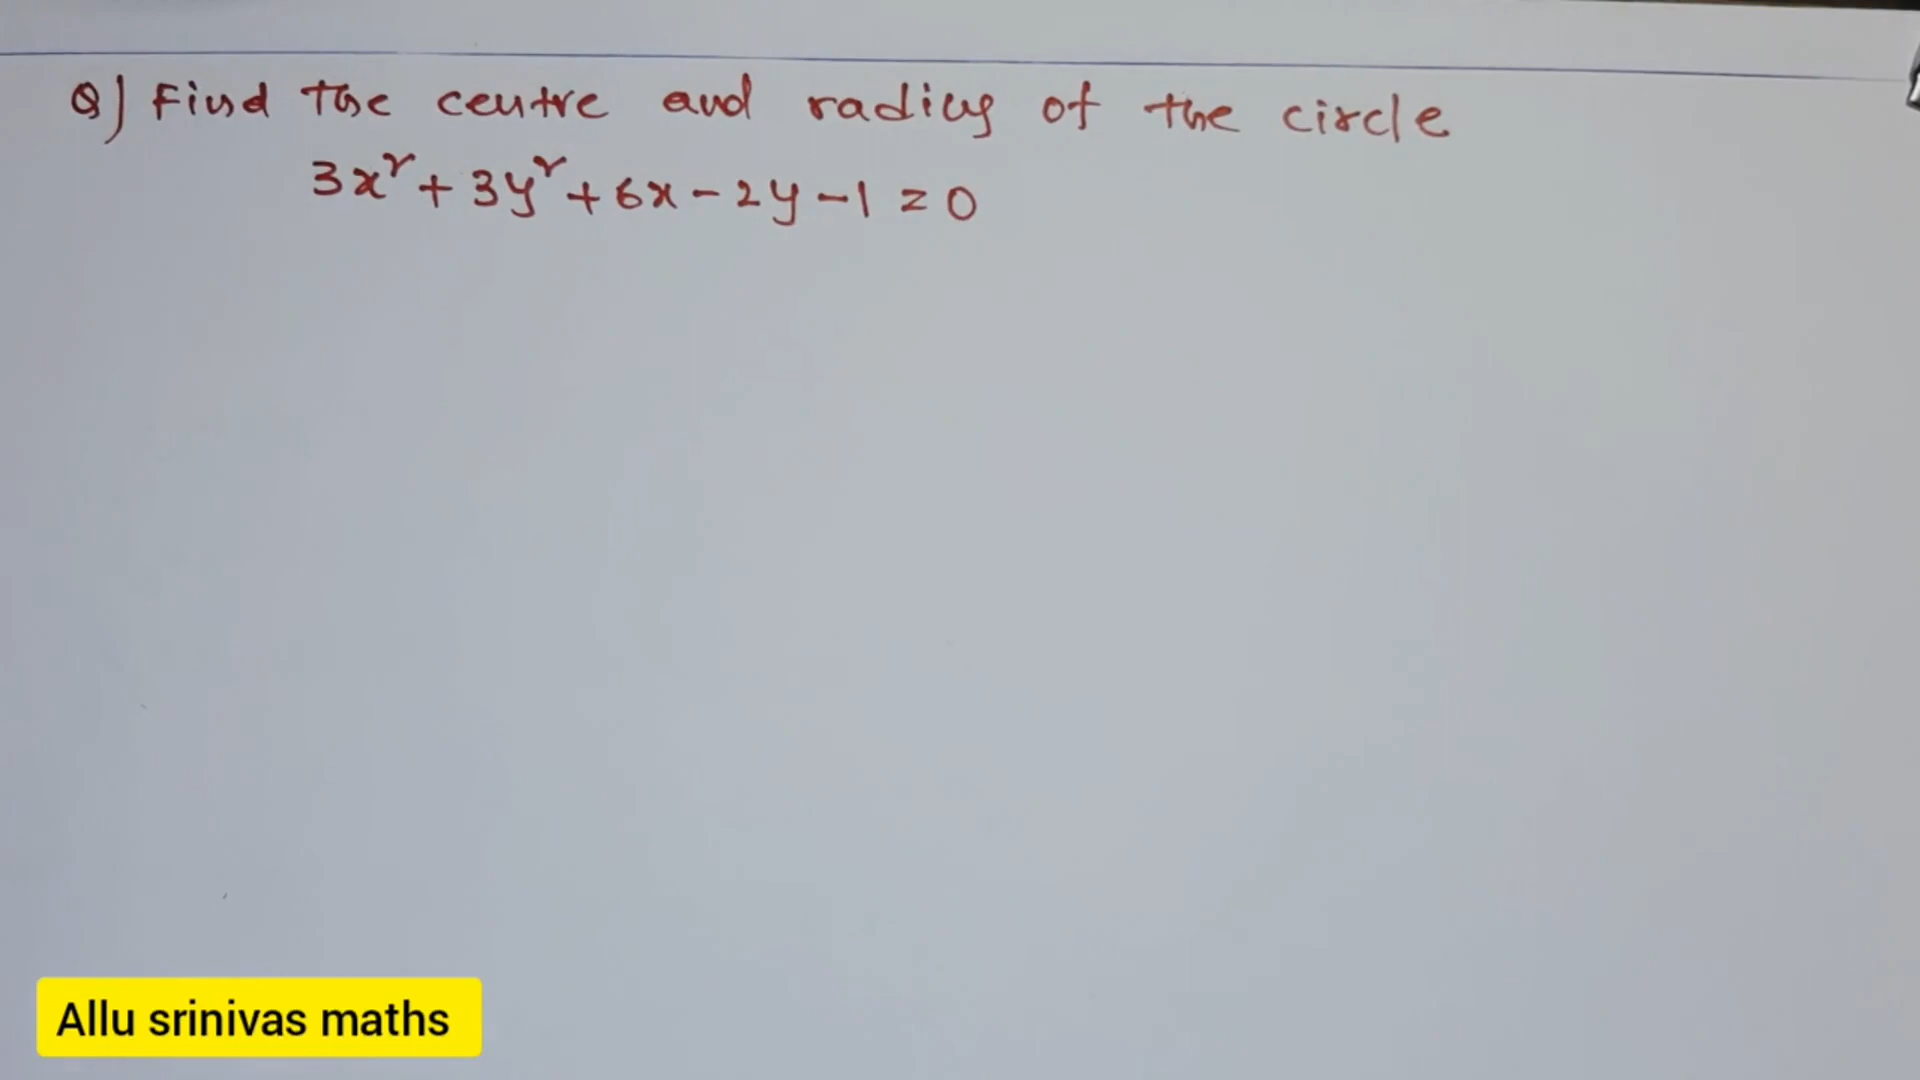 Q) Find the centre and radius of the circle
3x² + 3y² + 6x - 2y - 1 = 0
Allu srinivas maths